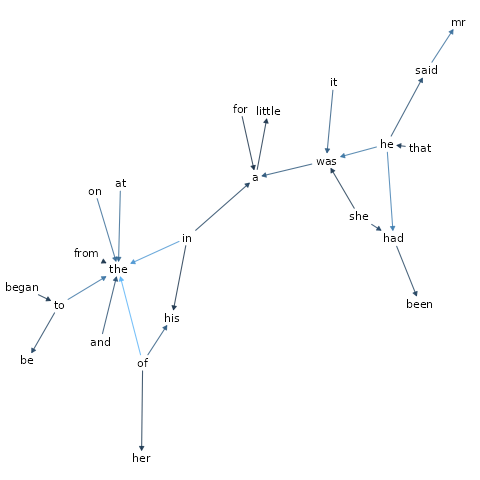 mr
said
it
for
little
he
that
was
a
at
on
she
in
had
from
the
began
to
been
his
and
be
of
her